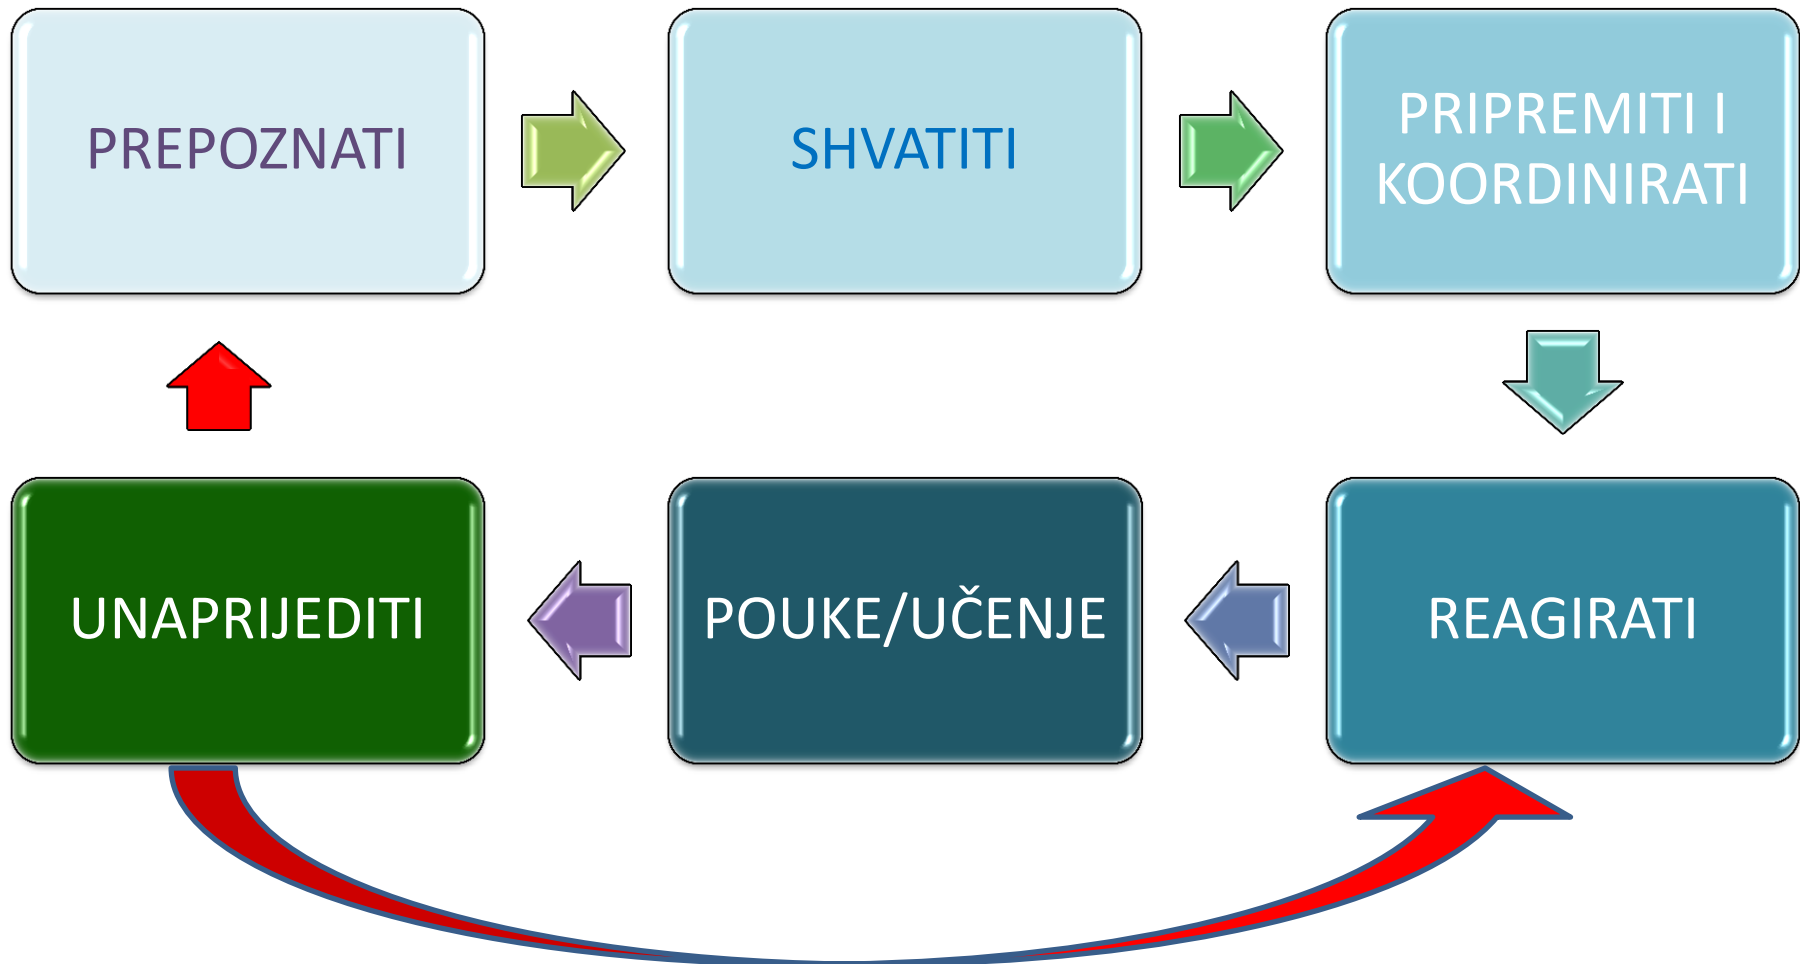 PREPOZNATI
SHVATITI
PRIPREMITI I
KOORDINIRATI
UNAPRIJEDITI
POUKE/UČENJE
REAGIRATI